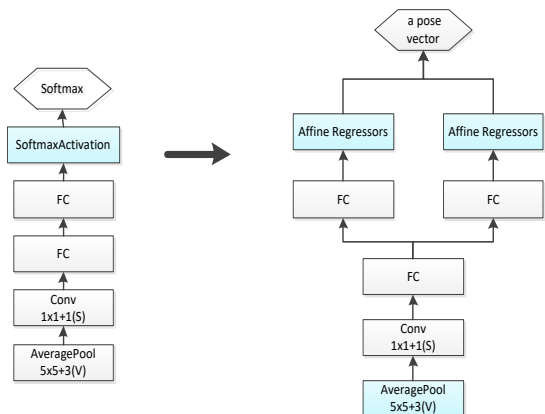 Softmax
SoftmaxActivation
FC
FC
Conv
1x1+1(S)
AveragePool
5x5+3(V)
a pose
vector
Affine Regressors
Affine Regressors
FC
FC
FC
Conv
1x1+1(S)
AveragePool
5x5+3(V)